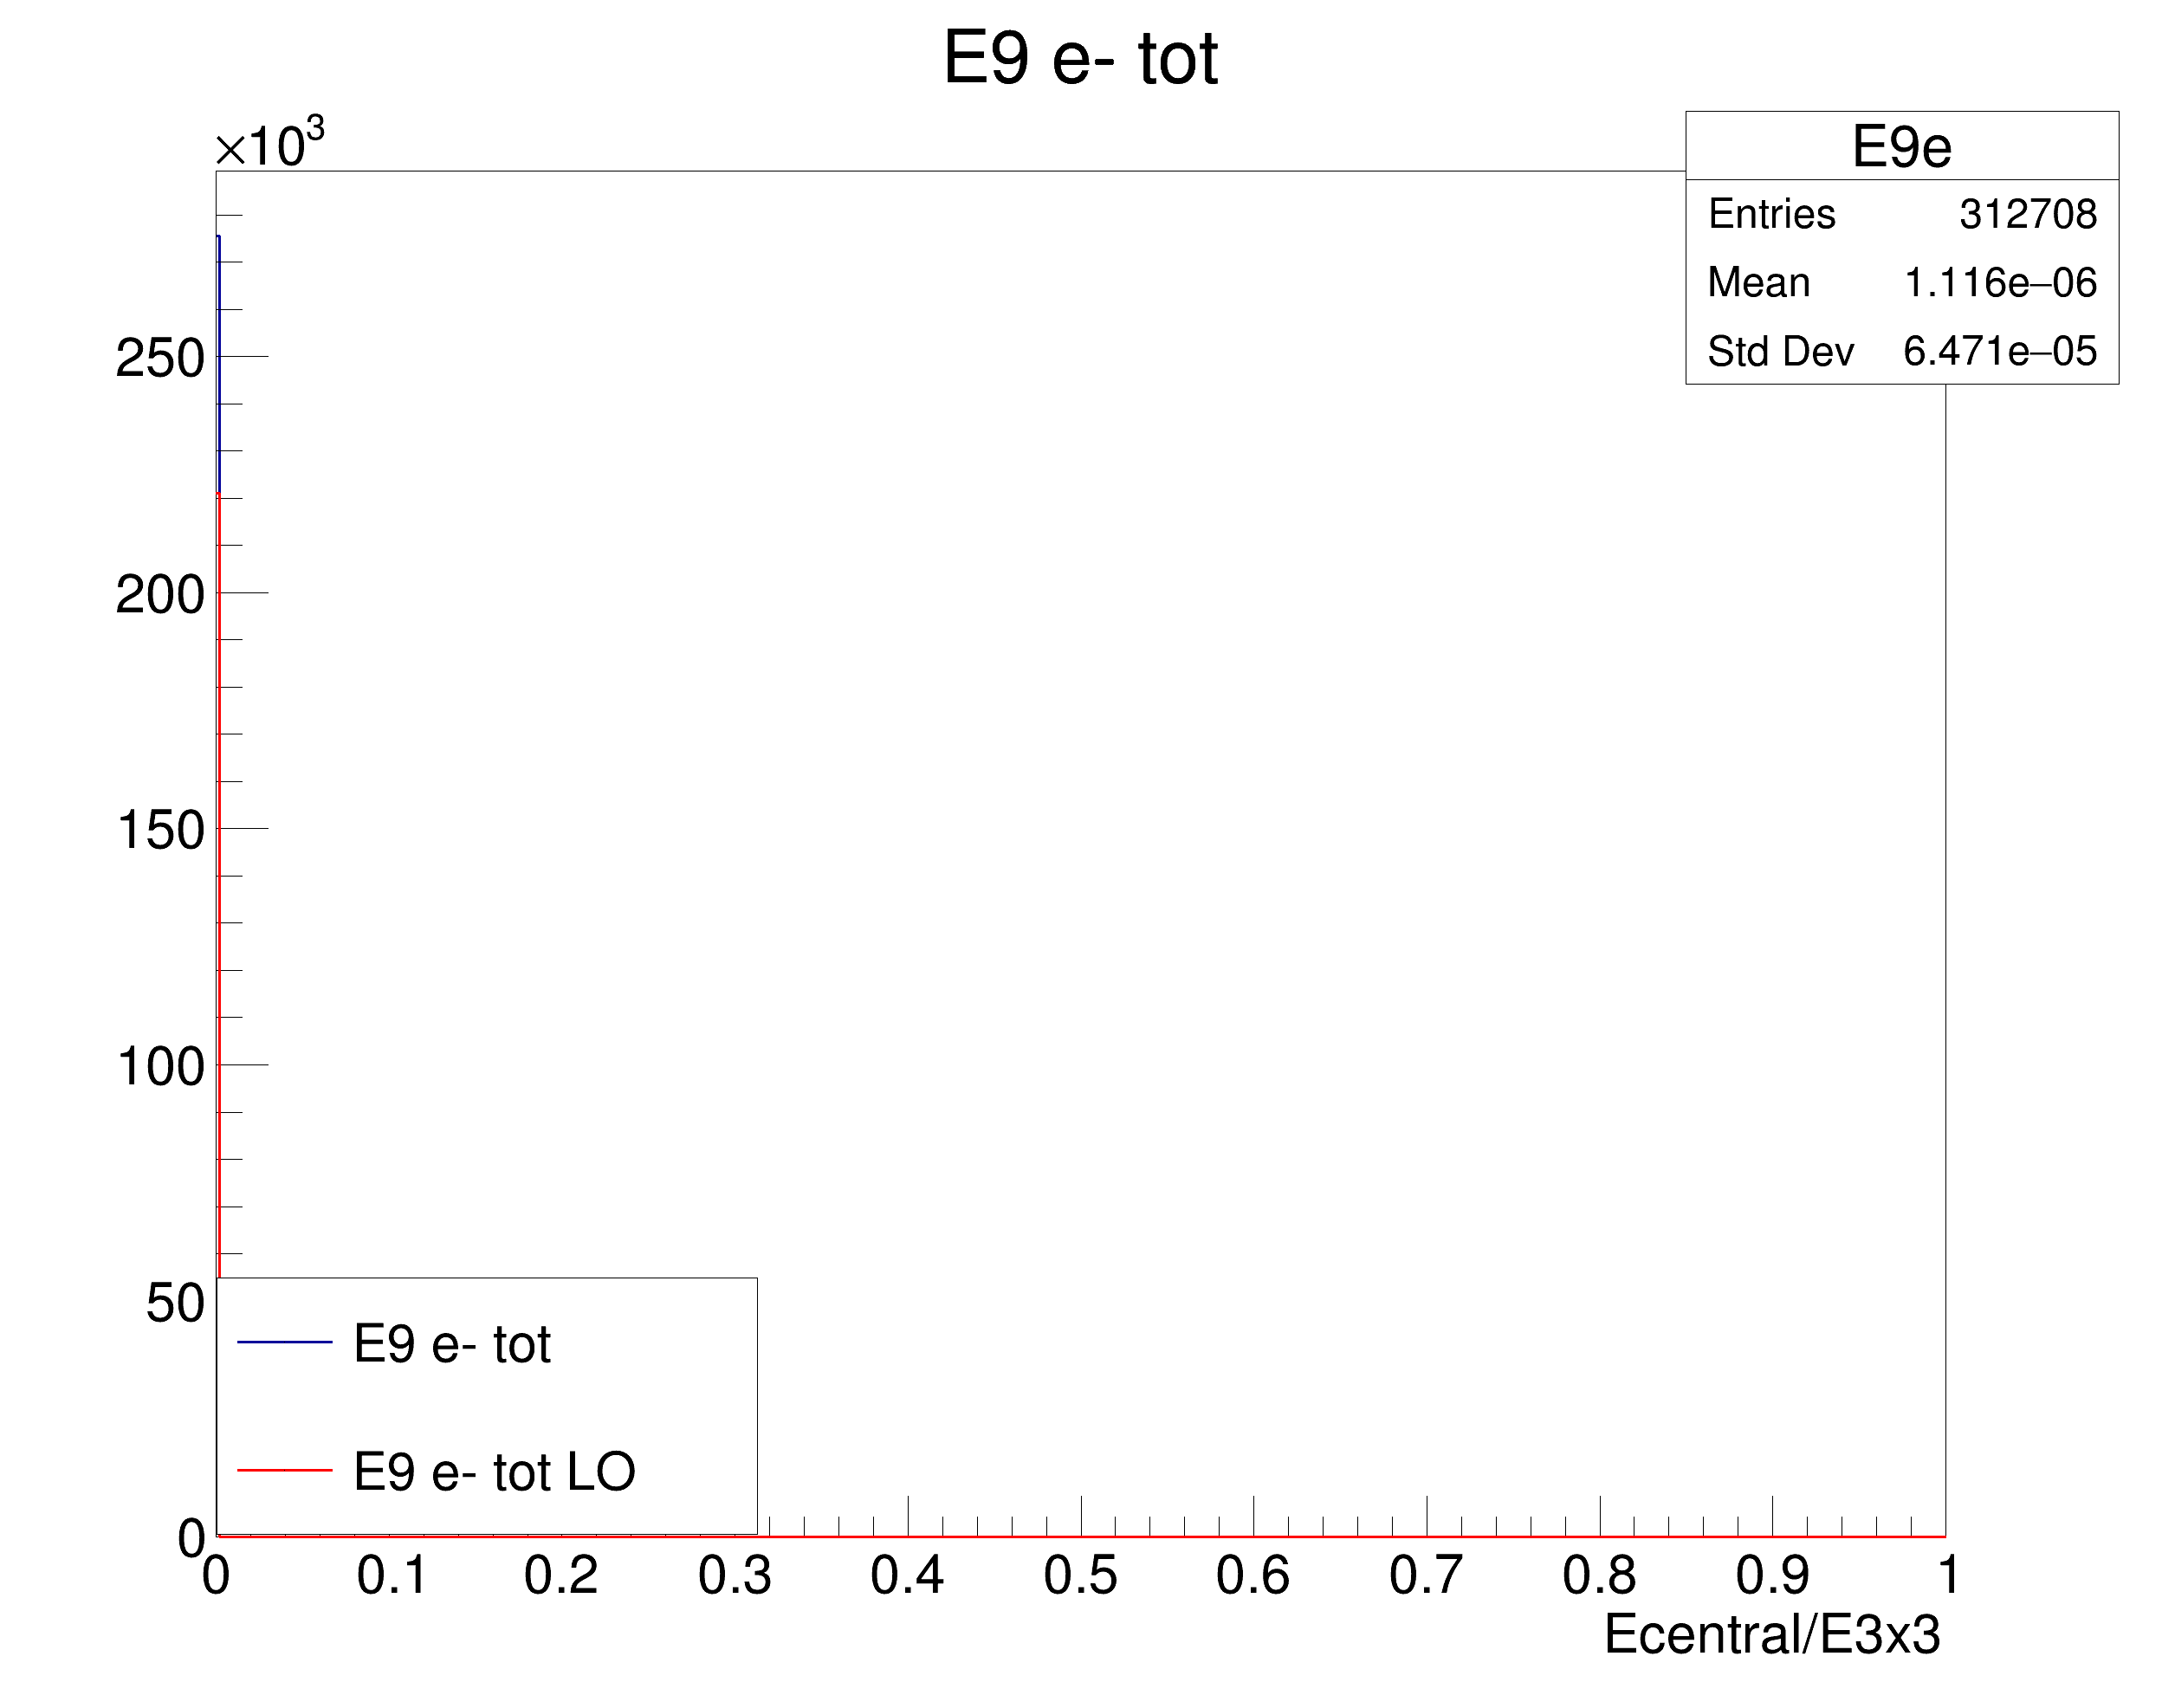 E9 e- tot
×10³
E9e
Entries 312708
Mean 1.116e−06
Std Dev 6.471e−05
250
200
150
100
50
0
E9 e- tot
E9 e- tot LO
0 0.1 0.2 0.3 0.4 0.5 0.6 0.7 0.8 0.9 1
Ecentral/E3x3